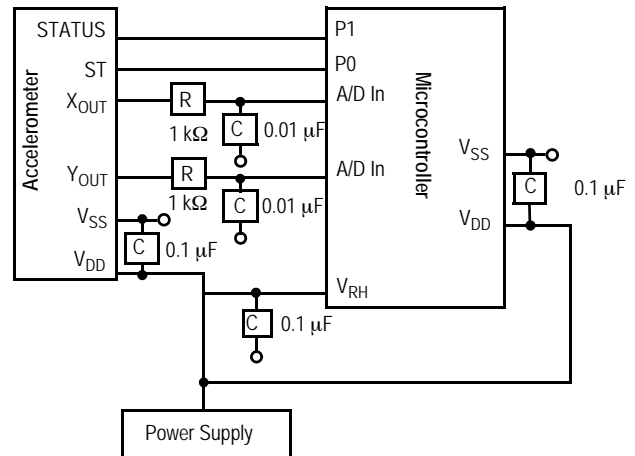 STATUS
ST
XOUT
YOUT
VSS
VDD
Accelerometer
R
1 kΩ
C
0.01 μF
R
1 kΩ
C
0.01 μF
C
0.1 μF
P1
P0
A/D In
A/D In
VRH
Microcontroller
VSS
VDD
C
0.1 μF
C
0.1 μF
Power Supply